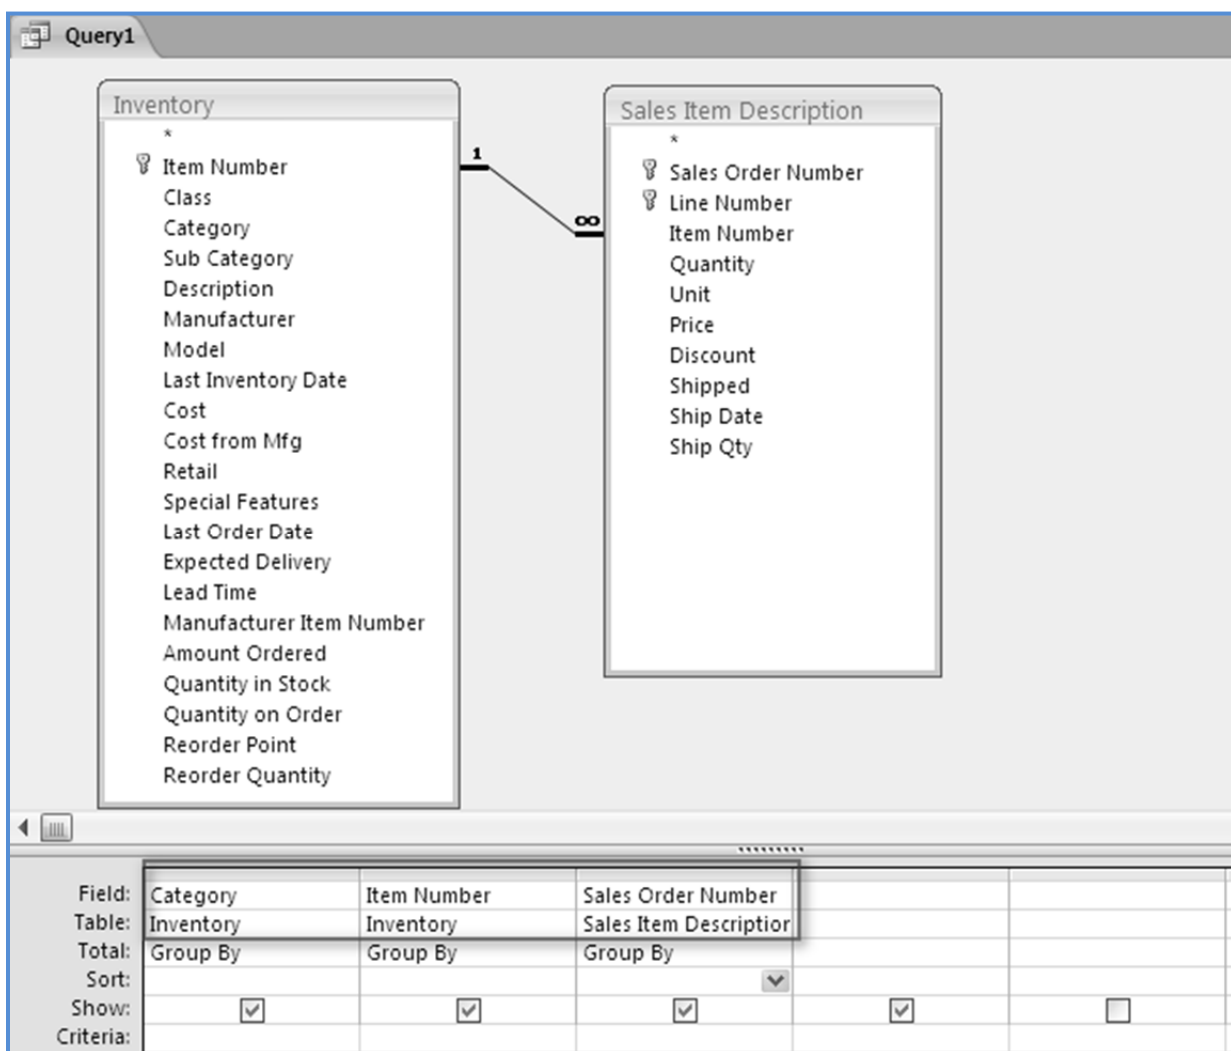 Query1
Inventory
*
Item Number
Class
Category
Sub Category
Description
Manufacturer
Model
Last Inventory Date
Cost
Cost from Mfg
Retail
Special Features
Last Order Date
Expected Delivery
Lead Time
Manufacturer Item Number
Amount Ordered
Quantity in Stock
Quantity on Order
Reorder Point
Reorder Quantity
1
∞
Sales Item Description
*
Sales Order Number
Line Number
Item Number
Quantity
Unit
Price
Discount
Shipped
Ship Date
Ship Qty
Field: Category Item Number Sales Order Number
Table: Inventory Inventory Sales Item Description
Total: Group By Group By Group By
Sort:
Show:
Criteria: